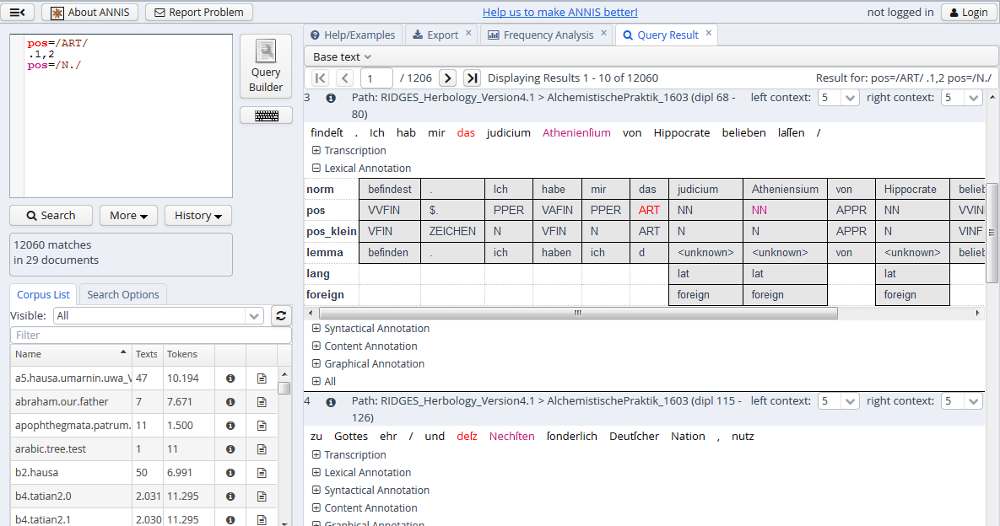 About ANNIS Report Problem Help us to make ANNIS better! not logged in Login
pos=/ART/
.1,2
pos=/N./
Query
Builder
Search More History
12060 matches
in 29 documents
Corpus List Search Options
Visible: All
Filter
Name Texts Tokens
a5.hausa.umarnin.uwa_V 47 10.194
abraham.our.father 7 7.671
apophthegmata.patrum. 11 1.500
arabic.tree.test 1 11
b2.hausa 50 6.991
b4.tatian2.0 2.031 11.295
b4.tatian2.1 2.030 11.295
Help/Examples Export × Frequency Analysis × Query Result ×
Base text
1 / 1206 Displaying Results 1 - 10 of 12060 Result for: pos=/ART/ .1,2 pos=/N./
3 Path: RIDGES_Herbology_Version4.1 > AlchemistischePraktik_1603 (dipl 68 - left context: 5 right context: 5
80)
findeſt . Ich hab mir das judicium Athenienſium von Hippocrate belieben laſſen /
Transcription
Lexical Annotation
norm befindest . Ich habe mir das judicium Atheniensium von Hippocrate belieb
pos VVFIN $. PPER VAFIN PPER ART NN NN APPR NN VVIN
pos_klein VFIN ZEICHEN N VFIN N ART N N APPR N VINF
lemma befinden . ich haben ich d <unknown> <unknown> von <unknown> belieb
lang lat lat lat
foreign foreign foreign foreign
Syntactical Annotation
Content Annotation
Graphical Annotation
All
4 Path: RIDGES_Herbology_Version4.1 > AlchemistischePraktik_1603 (dipl 115 - left context: 5 right context: 5
126)
zu Gottes ehr / und deſz Nechſten ſonderlich Deutſcher Nation , nutz
Transcription
Lexical Annotation
Syntactical Annotation
Content Annotation
Graphical Annotation